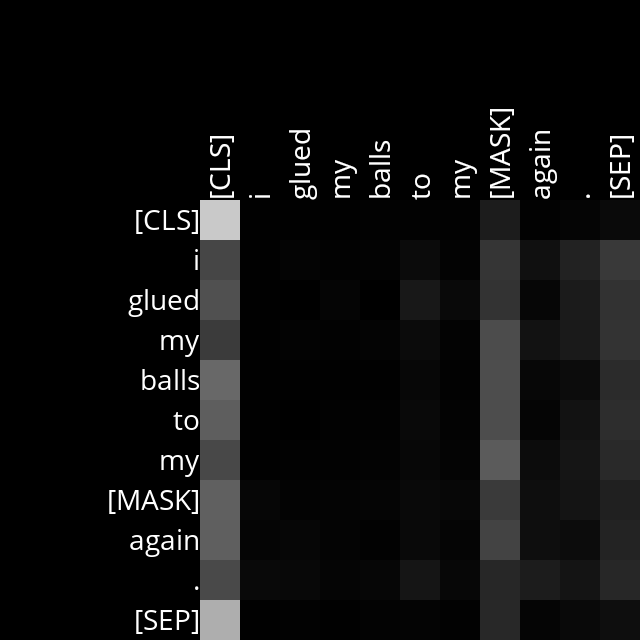 [CLS] i glued my balls to my [MASK] again . [SEP]
[CLS]
i
glued
my
balls
to
my
[MASK]
again
.
[SEP]